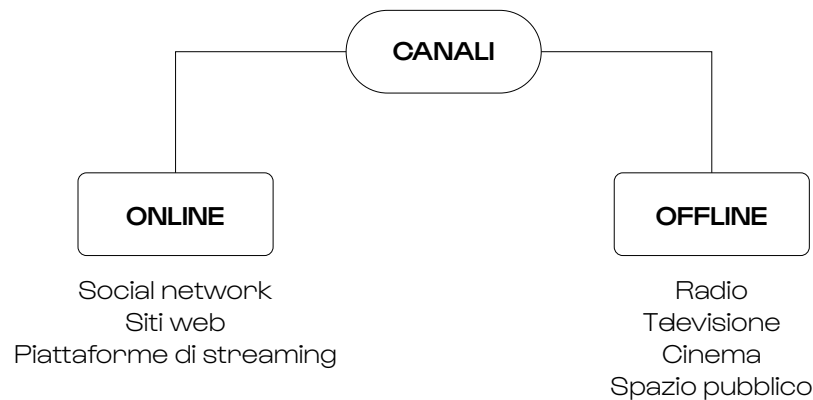 CANALI
ONLINE
Social network
Siti web
Piattaforme di streaming
OFFLINE
Radio
Televisione
Cinema
Spazio pubblico